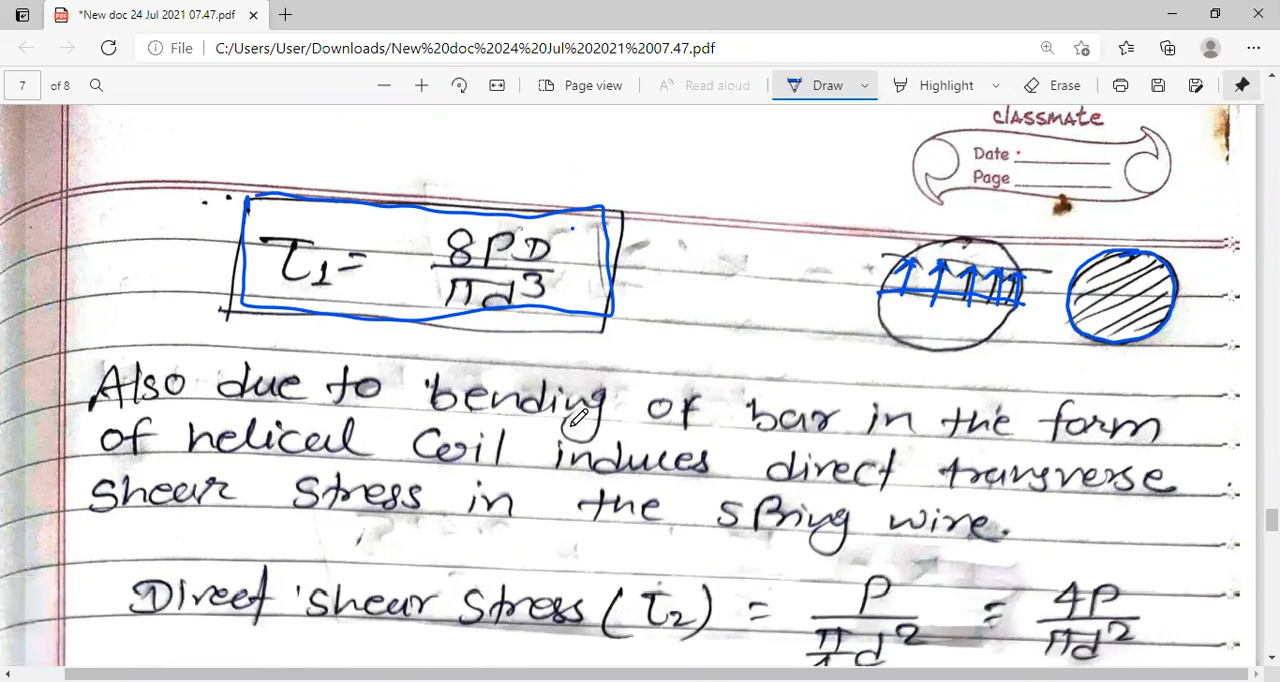 *New doc 24 Jul 2021 07.47.pdf
File C:/Users/User/Downloads/New%20doc%2024%20Jul%202021%2007.47.pdf
7 of 8 Page view Read aloud Draw Highlight Erase
classmate
Date
Page
∴ τ₁ = 8PD / πd³
Also due to bending of bar in the form
of helical coil induces direct transverse
shear stress in the spring wire.
Direct shear stress (τ₂) = P / (π/4 d²) = 4P / πd²